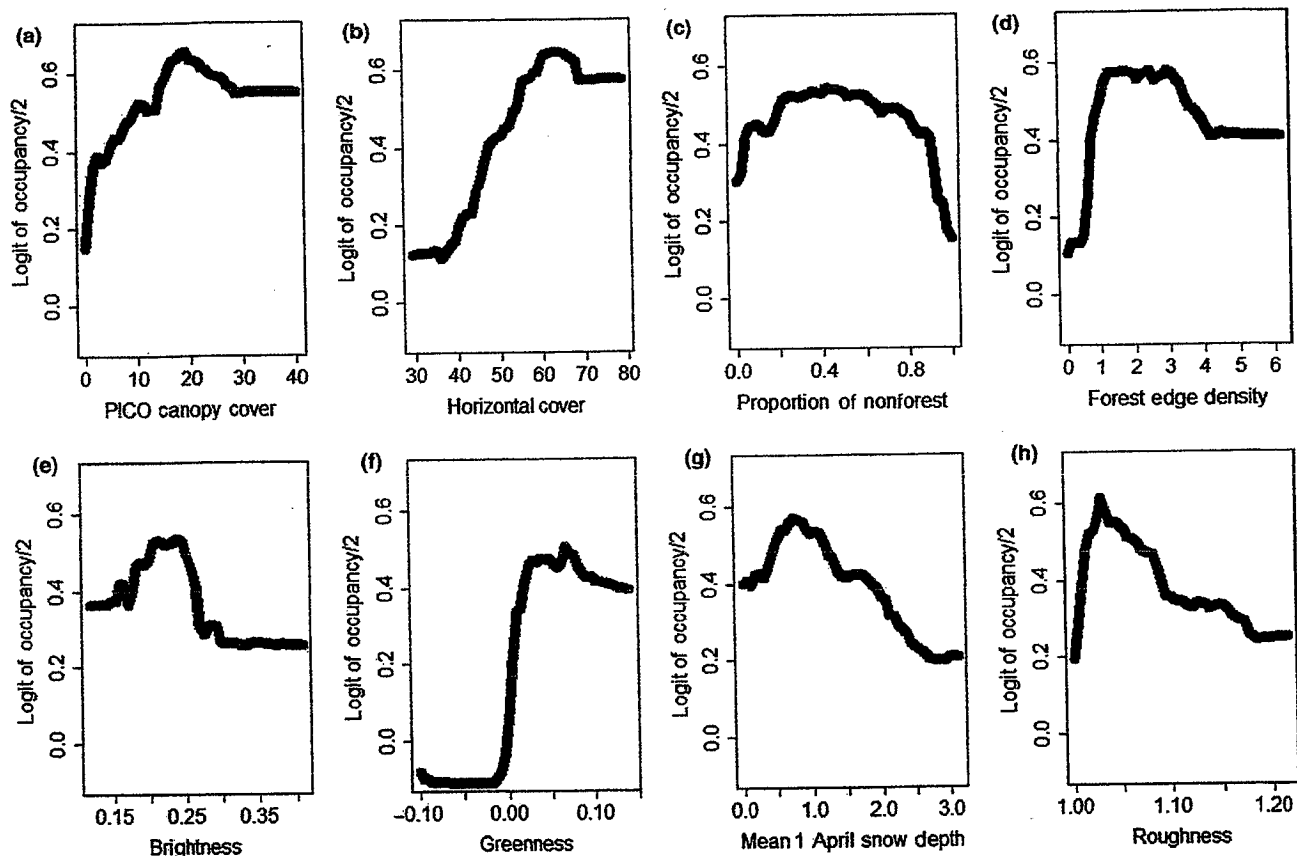 (a)
Logit of occupancy/2
0.0 0.2 0.4 0.6
0 10 20 30 40
PICO canopy cover
(b)
Logit of occupancy/2
0.0 0.2 0.4 0.6
30 40 50 60 70 80
Horizontal cover
(c)
Logit of occupancy/2
0.0 0.2 0.4 0.6
0.0 0.4 0.8
Proportion of nonforest
(d)
Logit of occupancy/2
0.0 0.2 0.4 0.6
0 1 2 3 4 5 6
Forest edge density
(e)
Logit of occupancy/2
0.0 0.2 0.4 0.6
0.15 0.25 0.35
Brightness
(f)
Logit of occupancy/2
0.0 0.2 0.4 0.6
−0.10 0.00 0.10
Greenness
(g)
Logit of occupancy/2
0.0 0.2 0.4 0.6
0.0 1.0 2.0 3.0
Mean 1 April snow depth
(h)
Logit of occupancy/2
0.0 0.2 0.4 0.6
1.00 1.10 1.20
Roughness